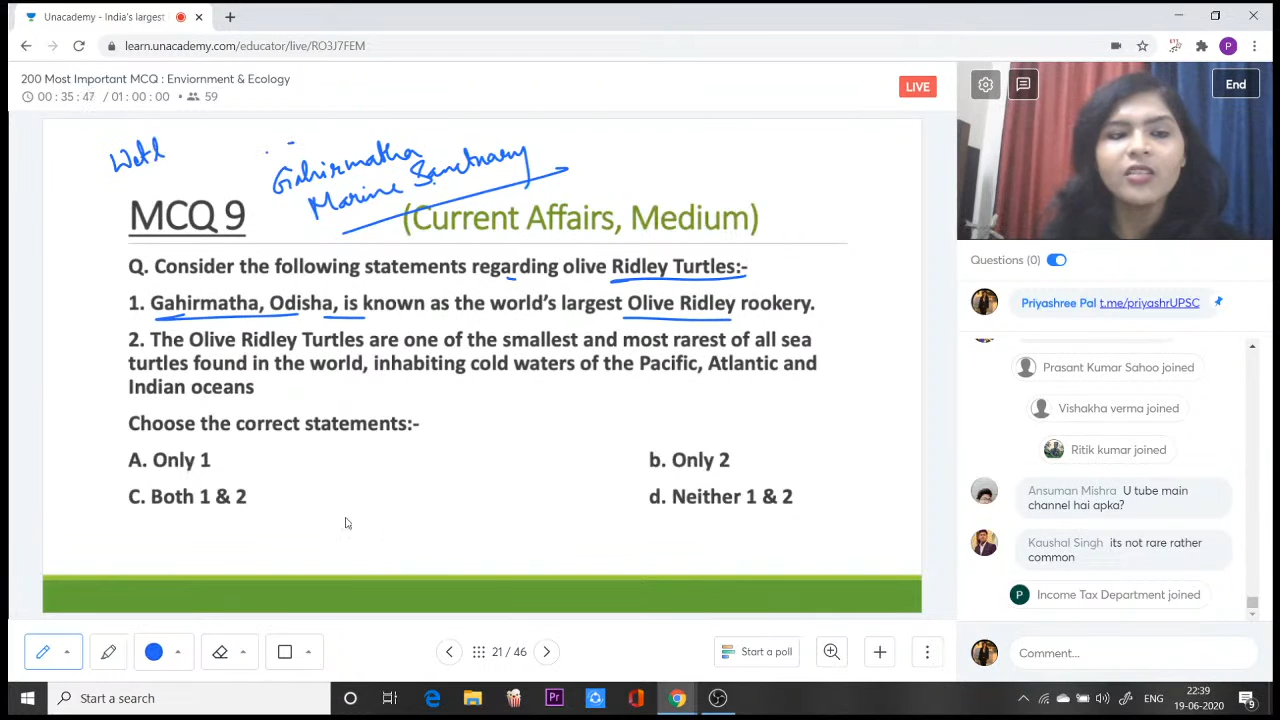 Unacademy - India's largest
learn.unacademy.com/educator/live/RO3J7FEM
200 Most Important MCQ : Enviornment & Ecology
00 : 35 : 47 / 01 : 00 : 00 • 59
LIVE
End
Wetl
Gahirmatha
Marine Sanctuary
MCQ 9 (Current Affairs, Medium)
Q. Consider the following statements regarding olive Ridley Turtles:-
1. Gahirmatha, Odisha, is known as the world's largest Olive Ridley rookery.
2. The Olive Ridley Turtles are one of the smallest and most rarest of all sea
turtles found in the world, inhabiting cold waters of the Pacific, Atlantic and
Indian oceans
Choose the correct statements:-
A. Only 1 b. Only 2
C. Both 1 & 2 d. Neither 1 & 2
Questions (0)
Priyashree Pal t.me/priyashrUPSC
Prasant Kumar Sahoo joined
Vishakha verma joined
Ritik kumar joined
Ansuman Mishra U tube main
channel hai apka?
Kaushal Singh its not rare rather
common
P Income Tax Department joined
21 / 46
Start a poll
Comment...
Start a search
Pr
ENG
22:39
19-06-2020
9